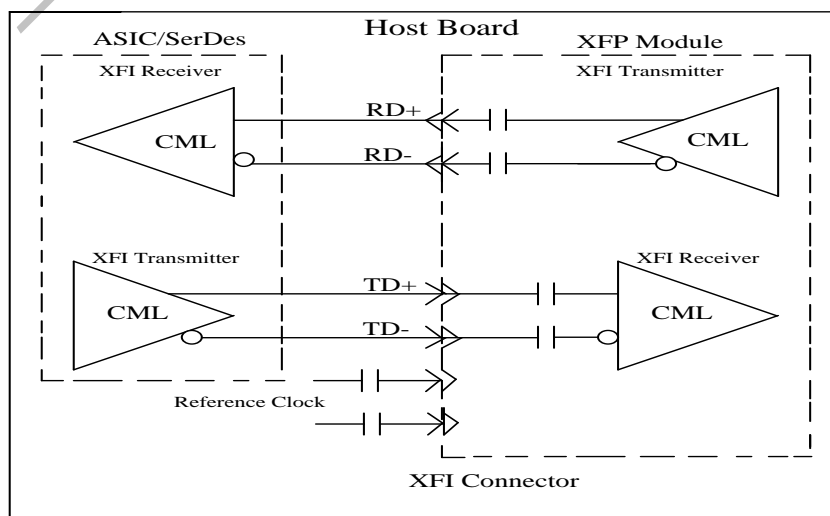 Host Board
ASIC/SerDes
XFP Module
XFI Receiver
XFI Transmitter
RD+
CML
CML
RD-
XFI Transmitter
XFI Receiver
TD+
CML
CML
TD-
Reference Clock
XFI Connector